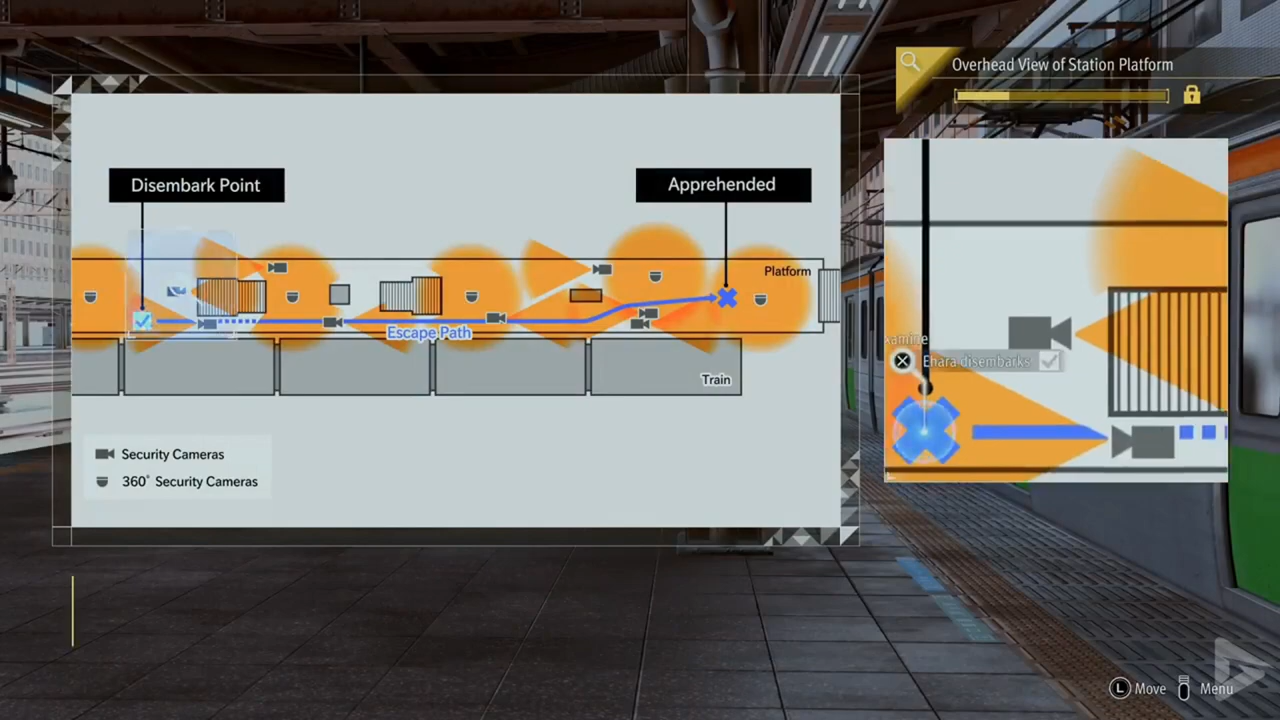 Overhead View of Station Platform
Disembark Point
Apprehended
Platform
Escape Path
Train
Security Cameras
360° Security Cameras
xamine
Ehara disembarks
L Move
Menu